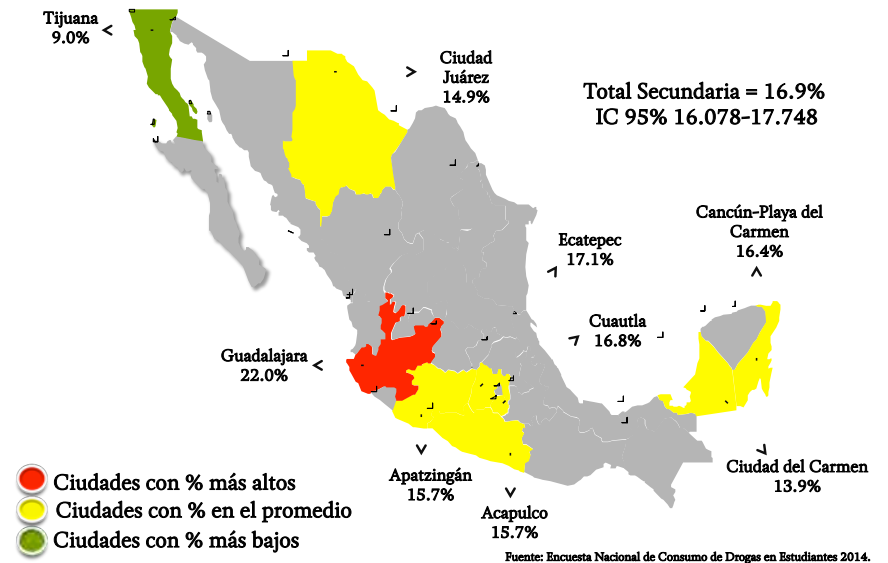 Tijuana
9.0%
Ciudad
Juárez
14.9%
Total Secundaria = 16.9%
IC 95% 16.078-17.748
Cancún-Playa del
Carmen
16.4%
Ecatepec
17.1%
Cuautla
16.8%
Guadalajara
22.0%
Ciudad del Carmen
13.9%
Apatzingán
15.7%
Acapulco
15.7%
Ciudades con % más altos
Ciudades con % en el promedio
Ciudades con % más bajos
Fuente: Encuesta Nacional de Consumo de Drogas en Estudiantes 2014.